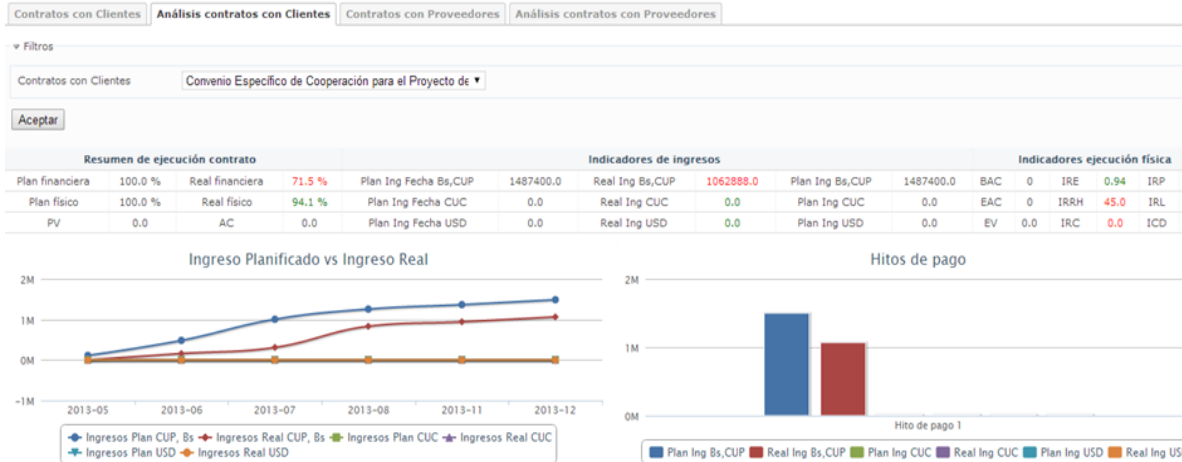 Contratos con Clientes Análisis contratos con Clientes Contratos con Proveedores Análisis contratos con Proveedores
Filtros
Contratos con Clientes Convenio Específico de Cooperación para el Proyecto de
Aceptar
Resumen de ejecución contrato Indicadores de ingresos Indicadores ejecución física
Plan financiera 100.0 % Real financiera 71.5 % Plan Ing Fecha Bs,CUP 1487400.0 Real Ing Bs,CUP 1062888.0 Plan Ing Bs,CUP 1487400.0 BAC 0 IRE 0.94 IRP
Plan físico 100.0 % Real físico 94.1 % Plan Ing Fecha CUC 0.0 Real Ing CUC 0.0 Plan Ing CUC 0.0 EAC 0 IRRH 45.0 IRL
PV 0.0 AC 0.0 Plan Ing Fecha USD 0.0 Real Ing USD 0.0 Plan Ing USD 0.0 EV 0.0 IRC 0.0 ICD
Ingreso Planificado vs Ingreso Real
2M
1M
0M
-1M
2013-05 2013-06 2013-07 2013-08 2013-11 2013-12
Ingresos Plan CUP, Bs Ingresos Real CUP, Bs Ingresos Plan CUC Ingresos Real CUC
Ingresos Plan USD Ingresos Real USD
Hitos de pago
2M
1M
0M
Hito de pago 1
Plan Ing Bs,CUP Real Ing Bs,CUP Plan Ing CUC Real Ing CUC Plan Ing USD Real Ing US